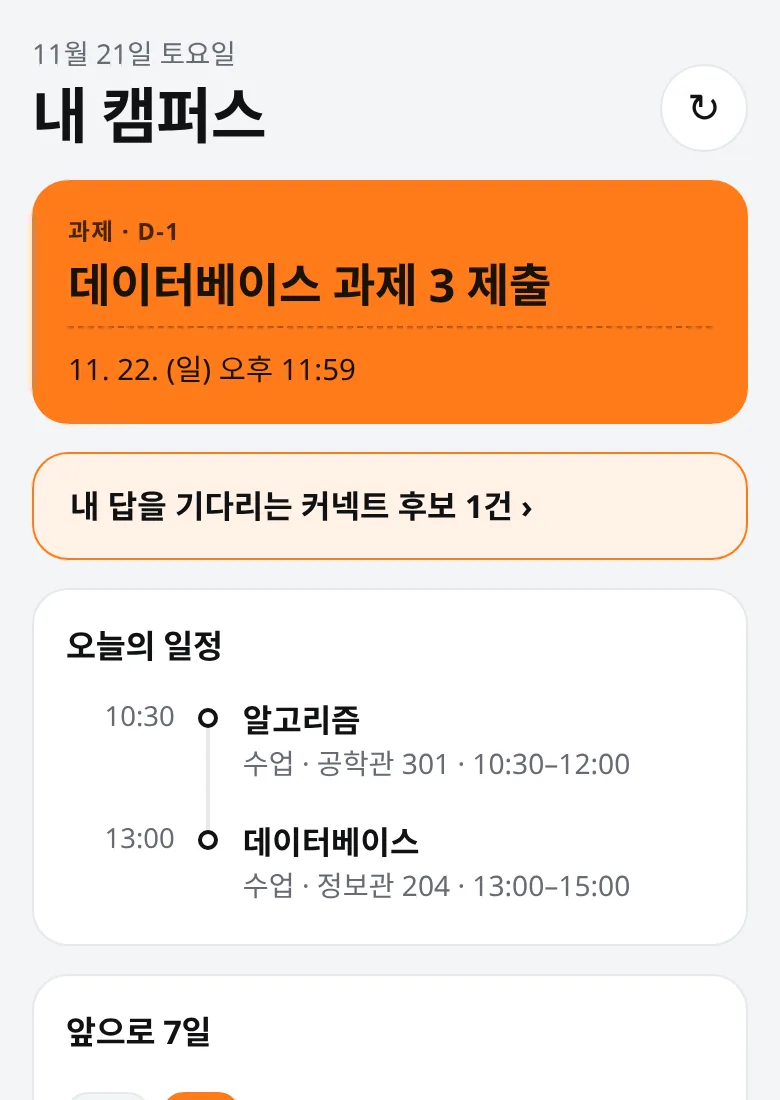 11월 21일 토요일
내 캠퍼스
↻
과제 · D-1
데이터베이스 과제 3 제출
11. 22. (일) 오후 11:59
내 답을 기다리는 커넥트 후보 1건 ›
오늘의 일정
10:30 알고리즘
수업 · 공학관 301 · 10:30–12:00
13:00 데이터베이스
수업 · 정보관 204 · 13:00–15:00
앞으로 7일